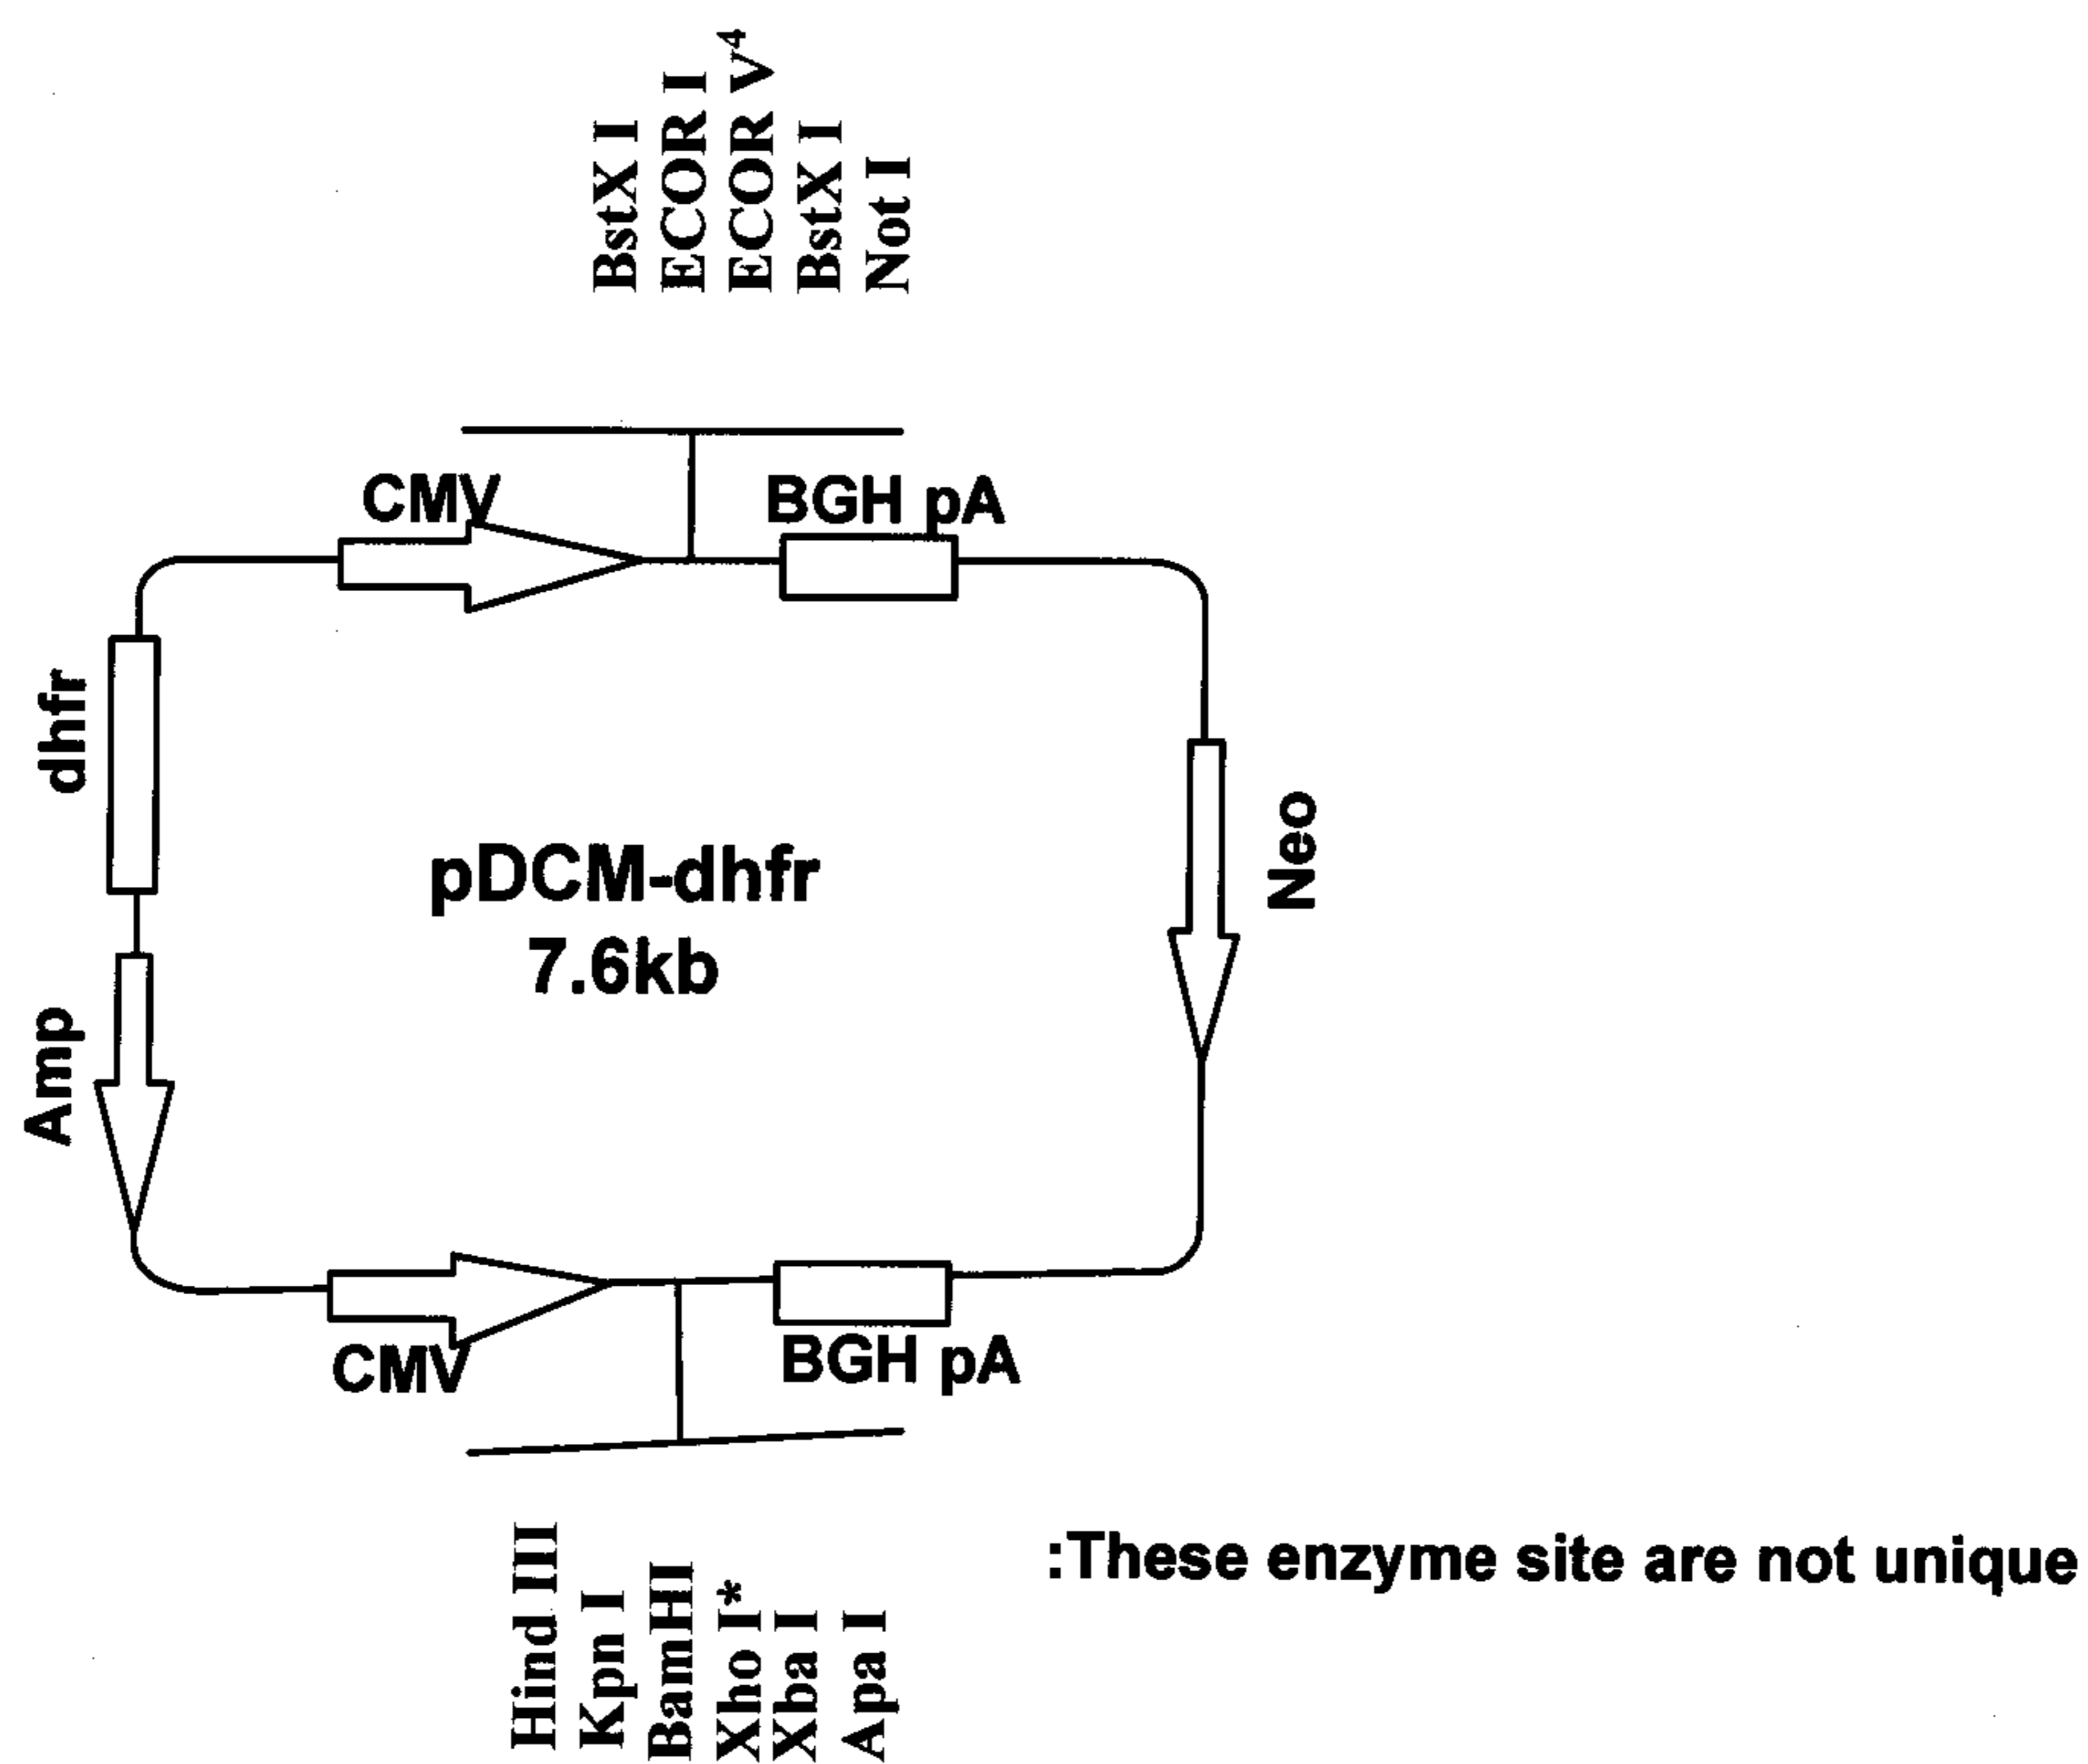 BstX I
ECOR I
ECOR V⁴
BstX I
Not I
CMV
BGH pA
dhfr
Neo
pDCM-dhfr
7.6kb
Amp
CMV
BGH pA
Hind III
Kpn I
BamHI
Xho I*
Xba I
Apa I
:These enzyme site are not unique